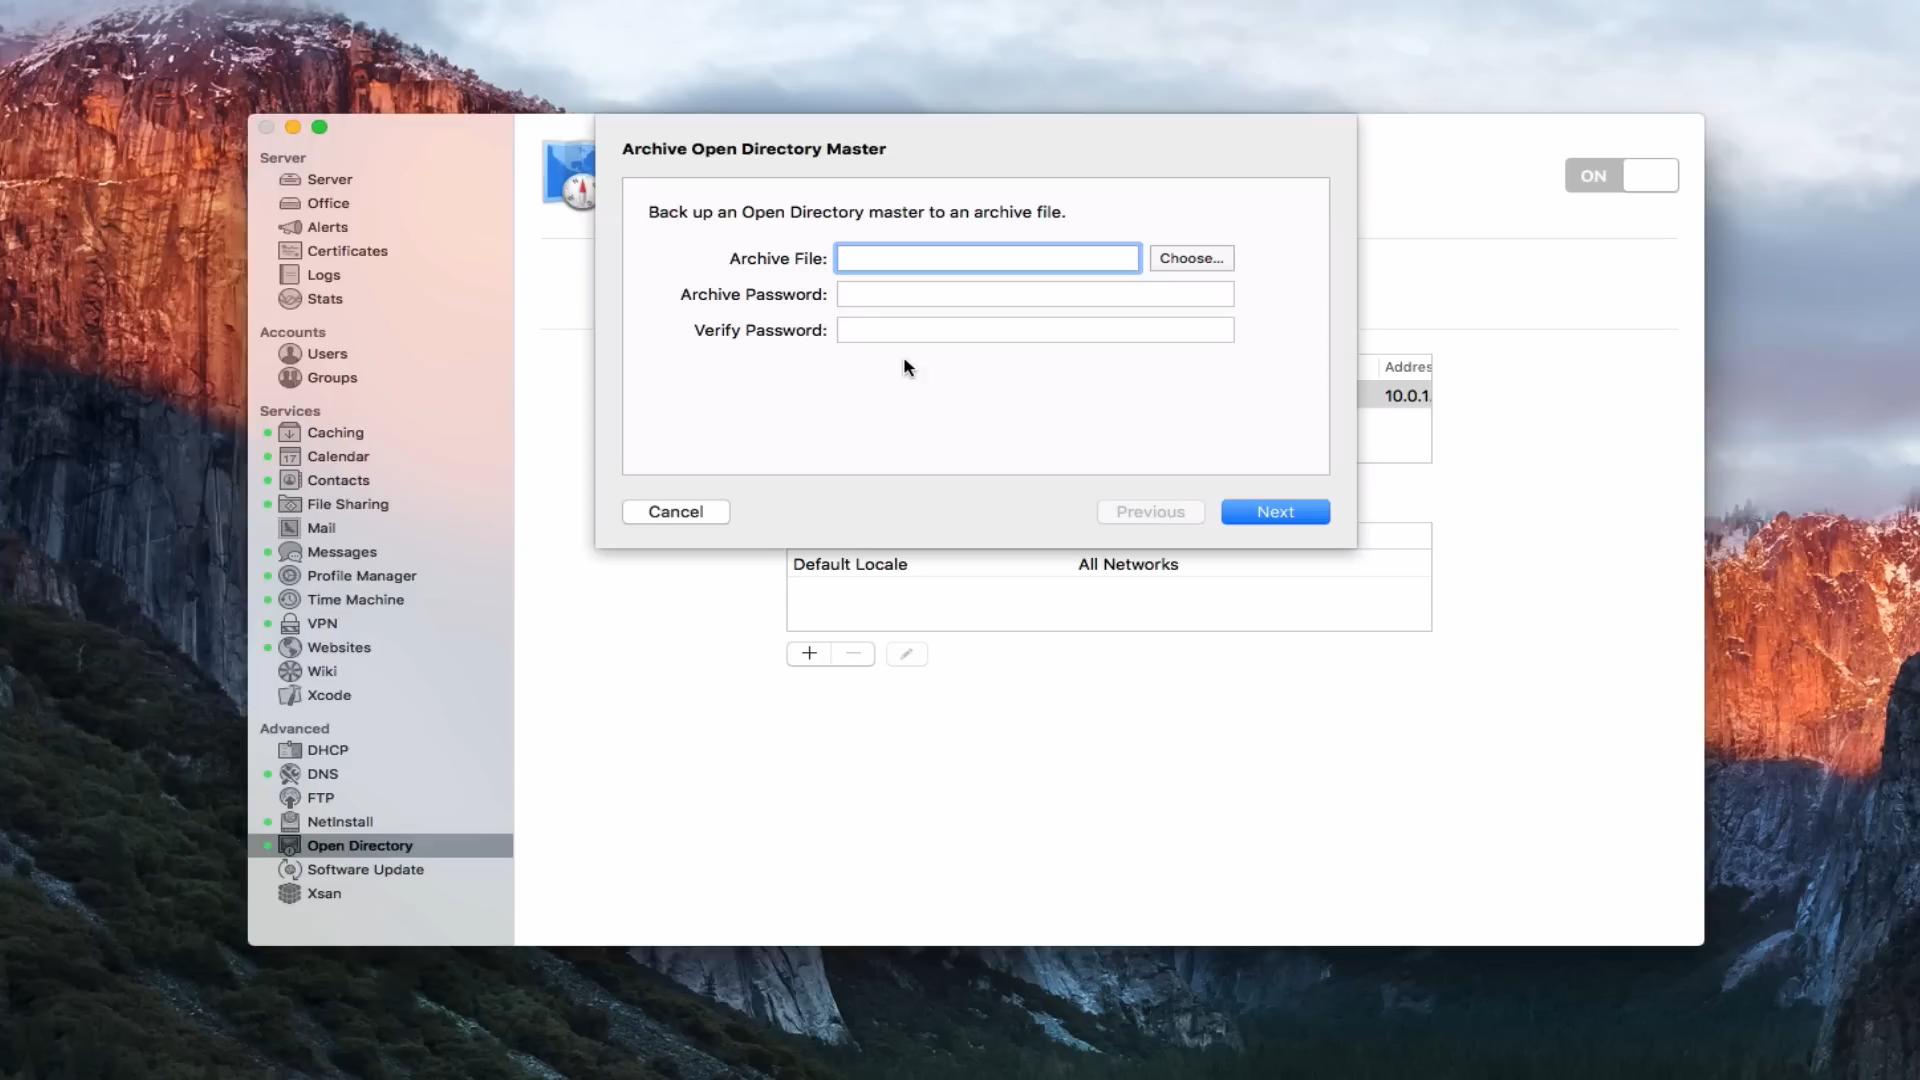 Server
Server
Office
Alerts
Certificates
Logs
Stats
Accounts
Users
Groups
Services
Caching
17
Calendar
Contacts
File Sharing
Mail
Messages
Profile Manager
Time Machine
VPN
Websites
Wiki
Xcode
Advanced
DHCP
DNS
FTP
NetInstall
Open Directory
Software Update
Xsan
Archive Open Directory Master
Back up an Open Directory master to an archive file.
Archive File:
Choose...
Archive Password:
Verify Password:
Cancel
Previous
Next
ON
Addres
10.0.1.
Default Locale
All Networks